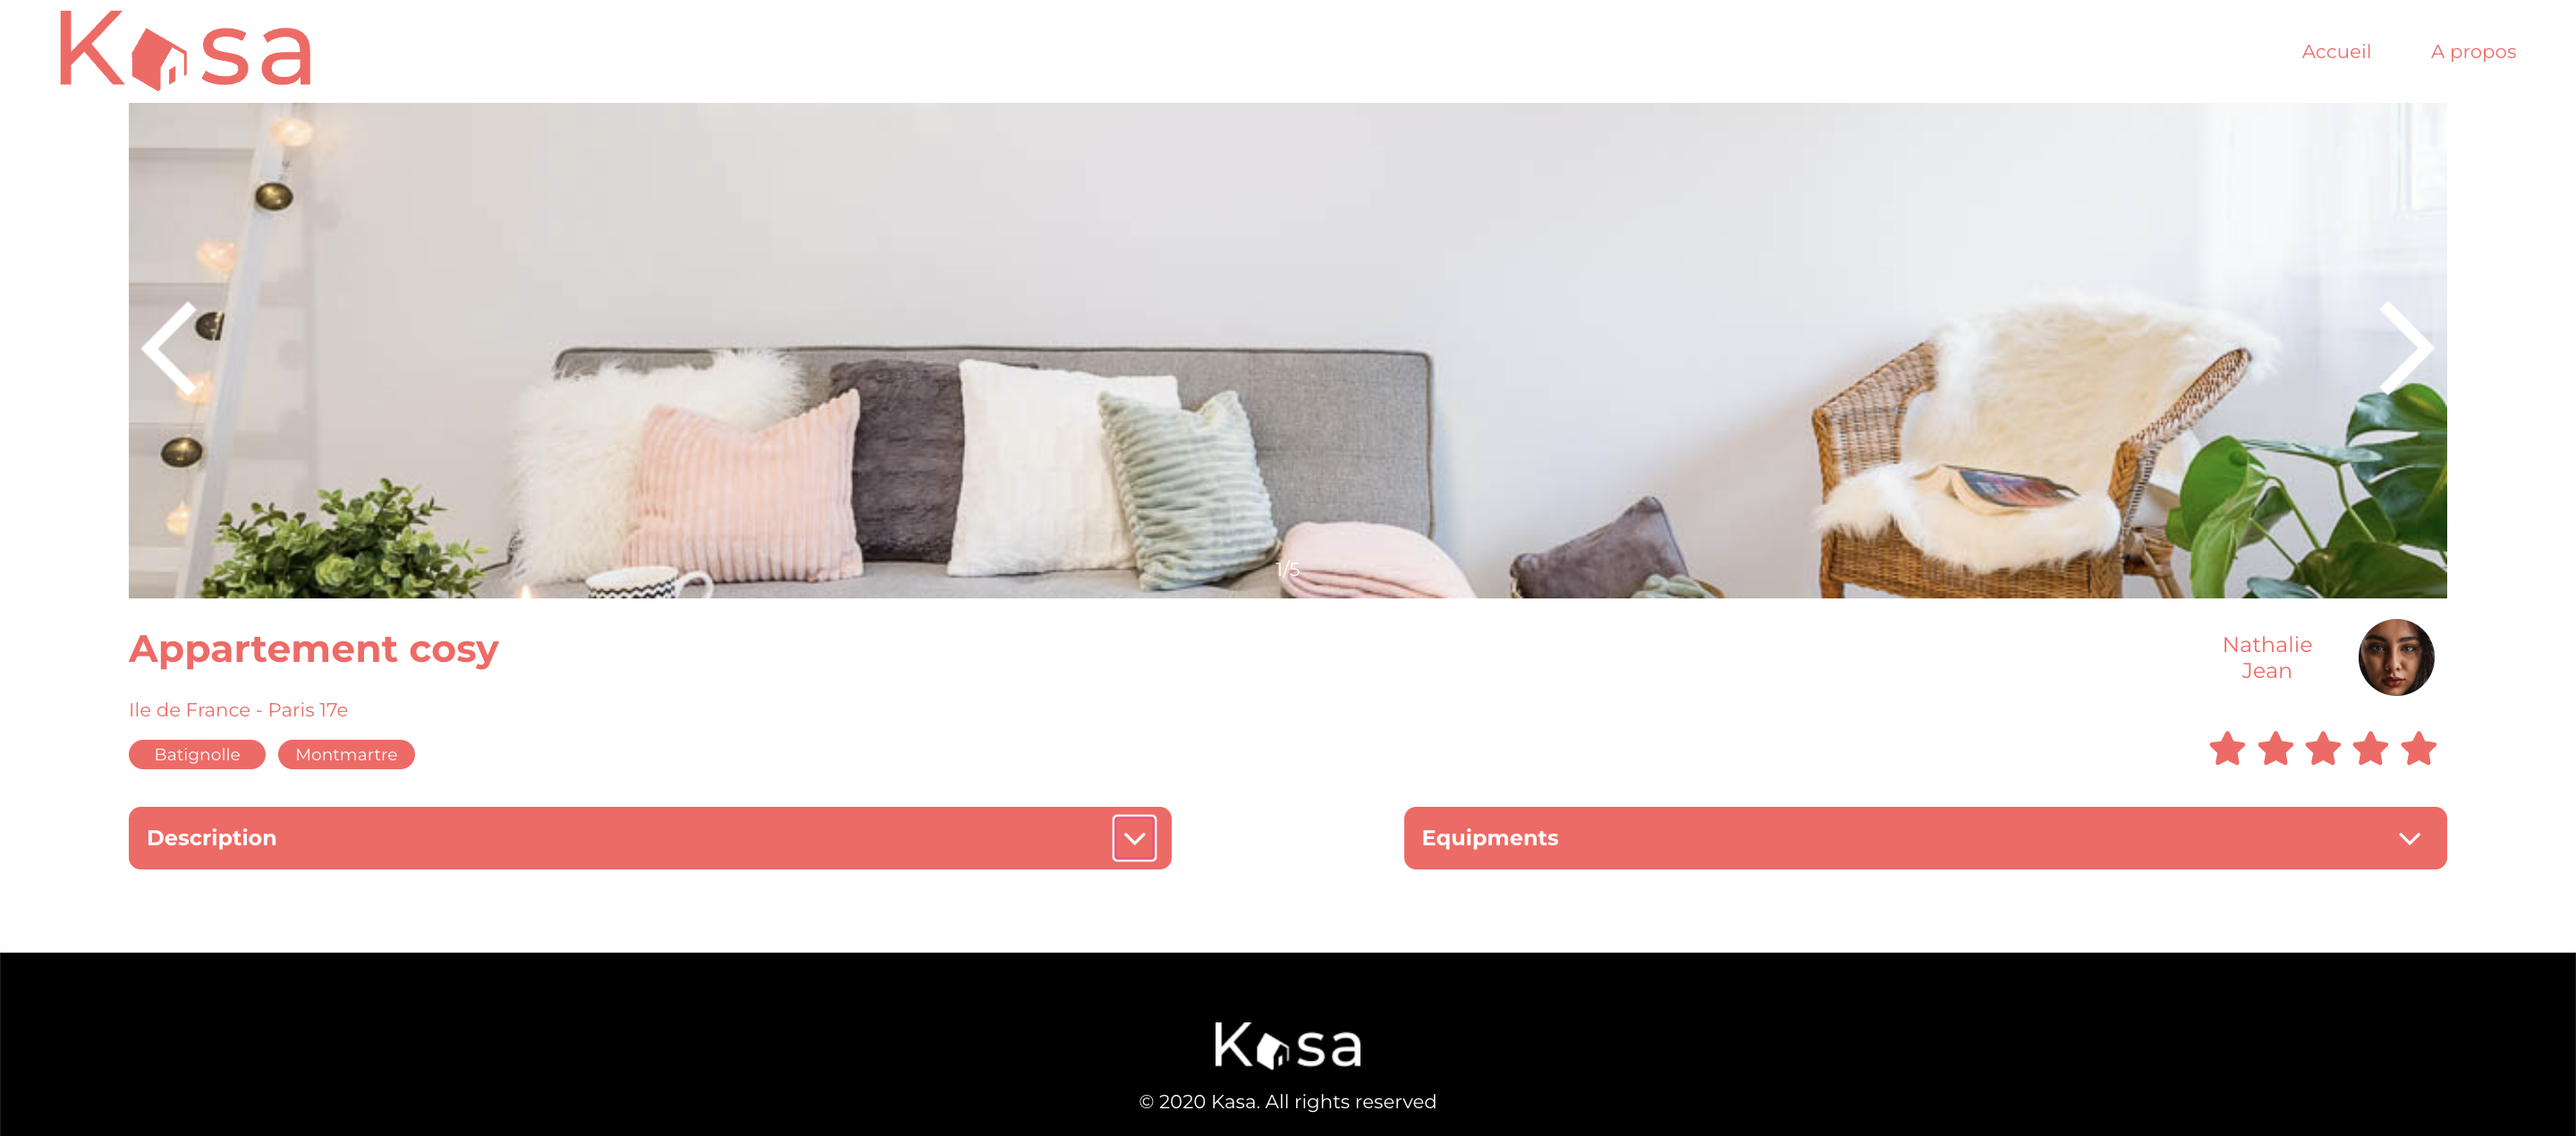 Kasa
Accueil
A propos
1/5
Appartement cosy
Nathalie
Jean
Ile de France - Paris 17e
Batignolle
Montmartre
Description
Equipments
Kasa
© 2020 Kasa. All rights reserved